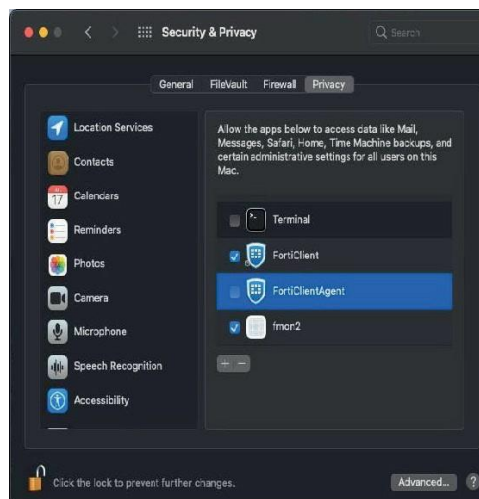 Security & Privacy
Search
General FileVault Firewall Privacy
Location Services
Contacts
17
Calendars
Reminders
Photos
Camera
Microphone
Speech Recognition
Accessibility
Allow the apps below to access data like Mail,
Messages, Safari, Home, Time Machine backups, and
certain administrative settings for all users on this
Mac.
Terminal
FortiClient
FortiClientAgent
fmon2
+ −
Click the lock to prevent further changes.
Advanced...
?